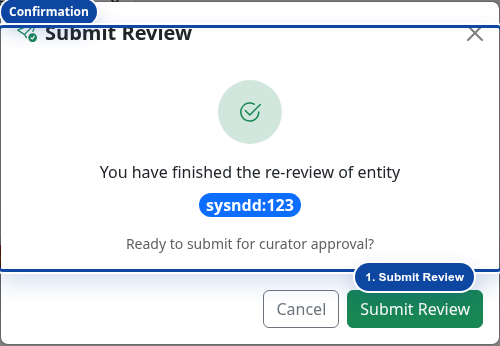 Confirmation
Submit Review
You have finished the re-review of entity
sysndd:123
Ready to submit for curator approval?
1. Submit Review
Cancel
Submit Review